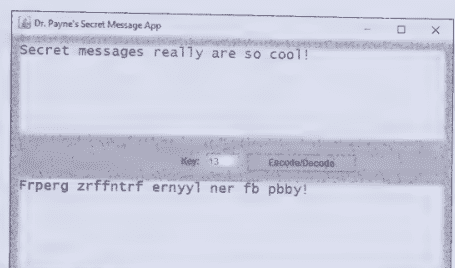 Dr. Payne's Secret Message App
Secret messages really are so cool!
Key: 13 Encode/Decode
Frperg zrffntrf ernyyl ner fb pbby!